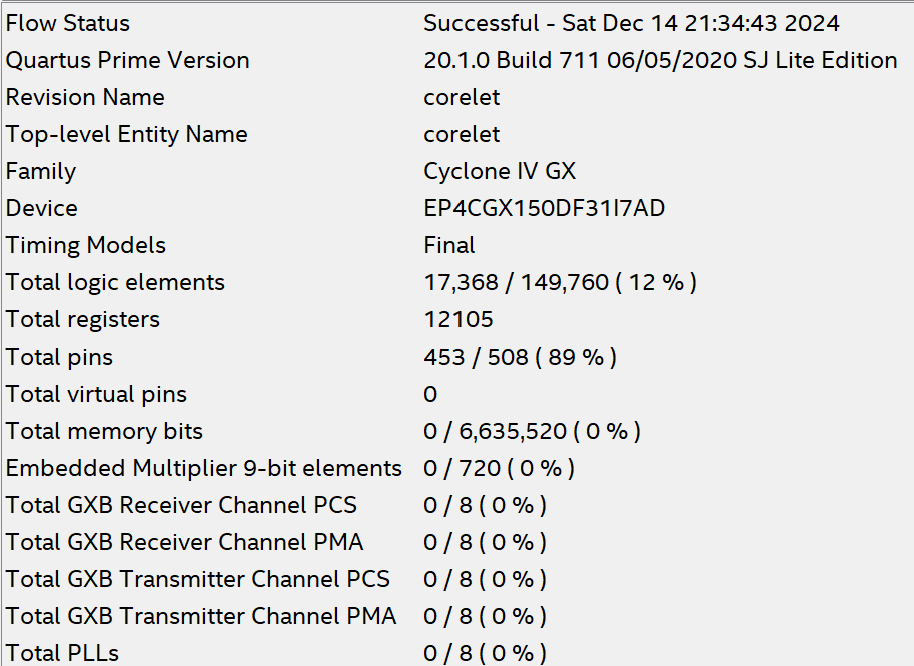 Flow Status Successful - Sat Dec 14 21:34:43 2024
Quartus Prime Version 20.1.0 Build 711 06/05/2020 SJ Lite Edition
Revision Name corelet
Top-level Entity Name corelet
Family Cyclone IV GX
Device EP4CGX150DF31I7AD
Timing Models Final
Total logic elements 17,368 / 149,760 ( 12 % )
Total registers 12105
Total pins 453 / 508 ( 89 % )
Total virtual pins 0
Total memory bits 0 / 6,635,520 ( 0 % )
Embedded Multiplier 9-bit elements 0 / 720 ( 0 % )
Total GXB Receiver Channel PCS 0 / 8 ( 0 % )
Total GXB Receiver Channel PMA 0 / 8 ( 0 % )
Total GXB Transmitter Channel PCS 0 / 8 ( 0 % )
Total GXB Transmitter Channel PMA 0 / 8 ( 0 % )
Total PLLs 0 / 8 ( 0 % )